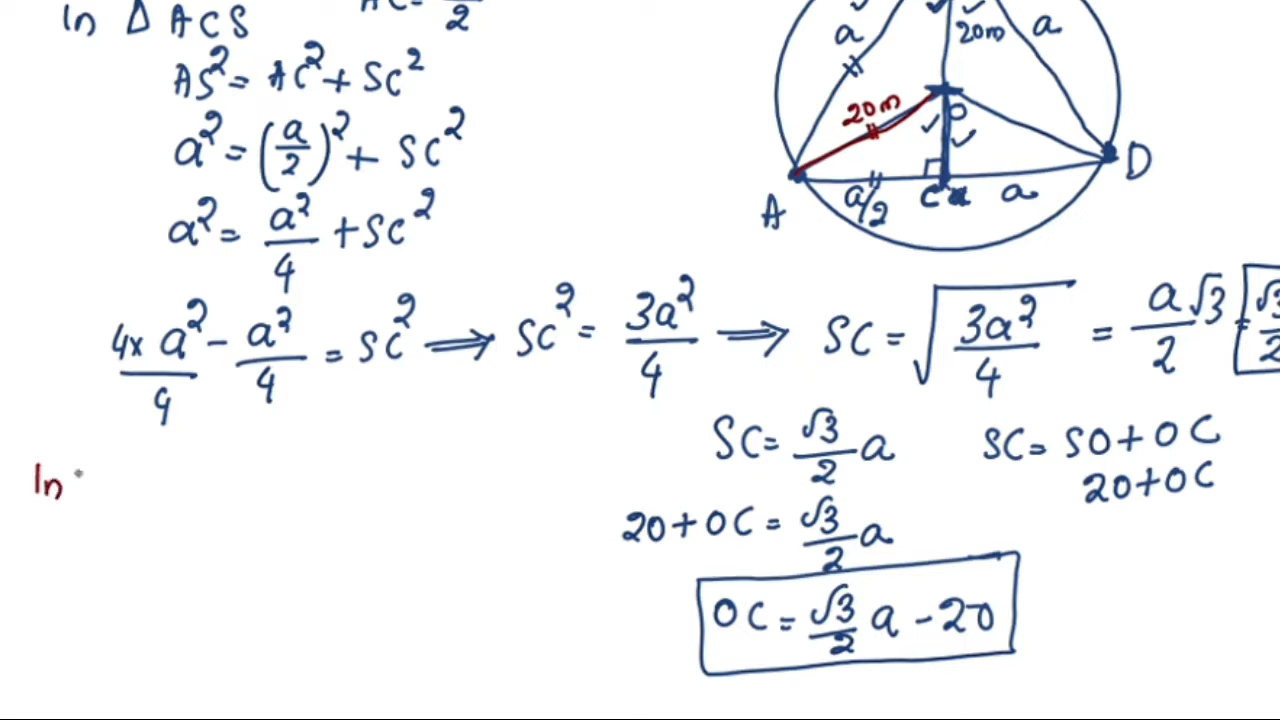 In Δ ACS
AS² = AC² + SC²
a² = (a/2)² + SC²
a² = a²/4 + SC²
4× a²/4 - a²/4 = SC² ⟹ SC² = 3a²/4 ⟹ SC = √(3a²/4) = a√3/2 =
SC = √3/2 a
SC = SO + OC
20 + OC
20 + OC = √3/2 a
OC = √3/2 a - 20
In
a
20m
a
20m
O
A
a/2
C
a
D